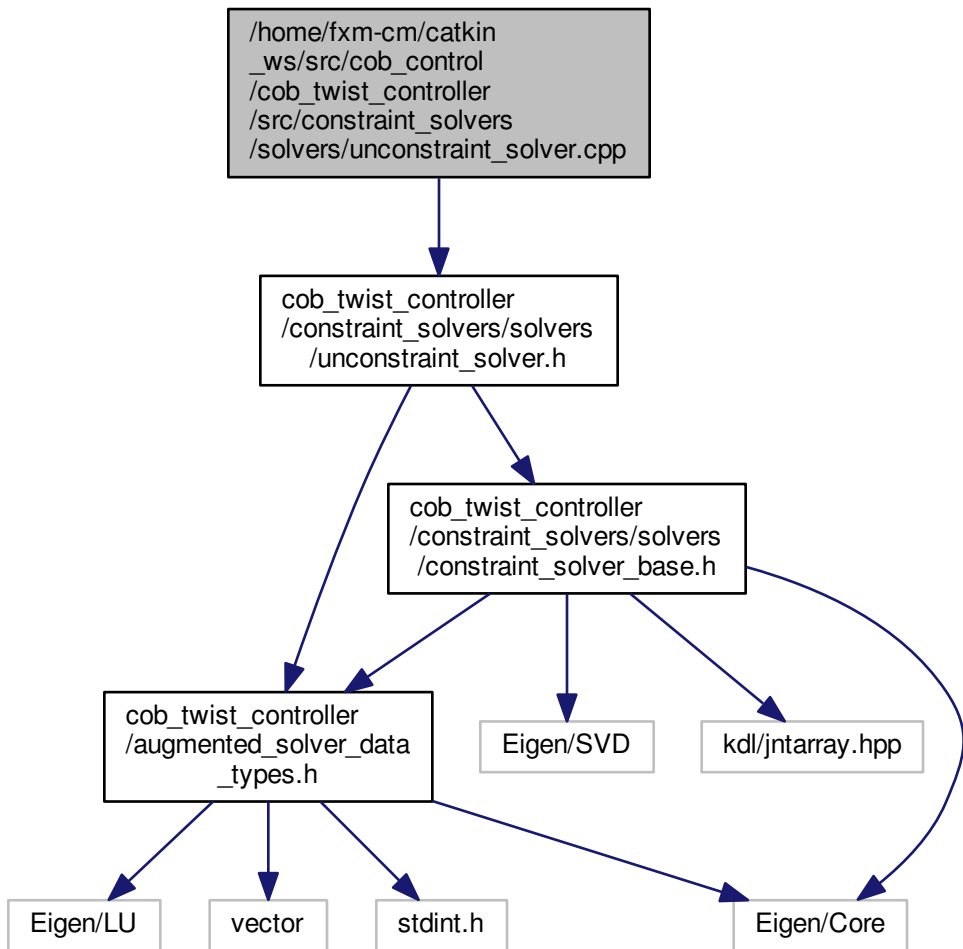 /home/fxm-cm/catkin
_ws/src/cob_control
/cob_twist_controller
/src/constraint_solvers
/solvers/unconstraint_solver.cpp
cob_twist_controller
/constraint_solvers/solvers
/unconstraint_solver.h
cob_twist_controller
/constraint_solvers/solvers
/constraint_solver_base.h
cob_twist_controller
/augmented_solver_data
_types.h
Eigen/SVD
kdl/jntarray.hpp
Eigen/LU
vector
stdint.h
Eigen/Core